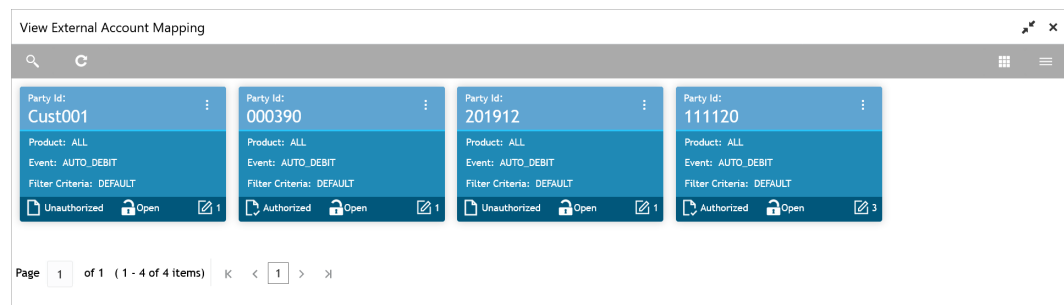 View External Account Mapping
Party Id:
Cust001
Product: ALL
Event: AUTO_DEBIT
Filter Criteria: DEFAULT
Unauthorized Open 1
Party Id:
000390
Product: ALL
Event: AUTO_DEBIT
Filter Criteria: DEFAULT
Authorized Open 1
Party Id:
201912
Product: ALL
Event: AUTO_DEBIT
Filter Criteria: DEFAULT
Unauthorized Open 1
Party Id:
111120
Product: ALL
Event: AUTO_DEBIT
Filter Criteria: DEFAULT
Authorized Open 3
Page 1 of 1 ( 1 - 4 of 4 items) 1